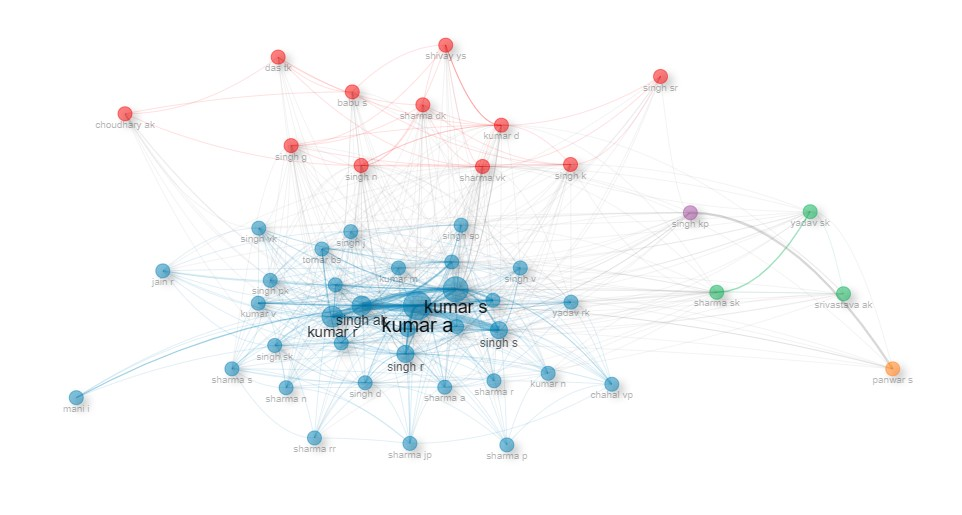 shivay ys
das tk
singh sr
babu s
sharma dk
choudhary ak
kumar d
singh g
singh n
sharma vk
singh k
singh kp
yadav sk
singh vk
singh j
singh sp
tomar bs
jain r
kumar m
singh v
singh pk
kumar v
kumar s
yadav rk
sharma sk
srivastava ak
singh ak
kumar a
kumar r
singh s
singh sk
singh r
sharma s
sharma n
singh d
sharma a
sharma r
kumar n
chahal vp
panwar s
mani i
sharma rr
sharma jp
sharma p